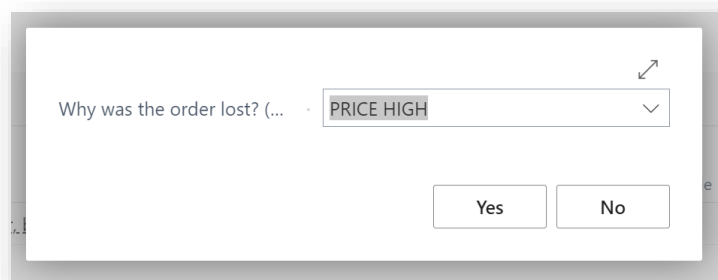 Why was the order lost? (... PRICE HIGH
Yes No